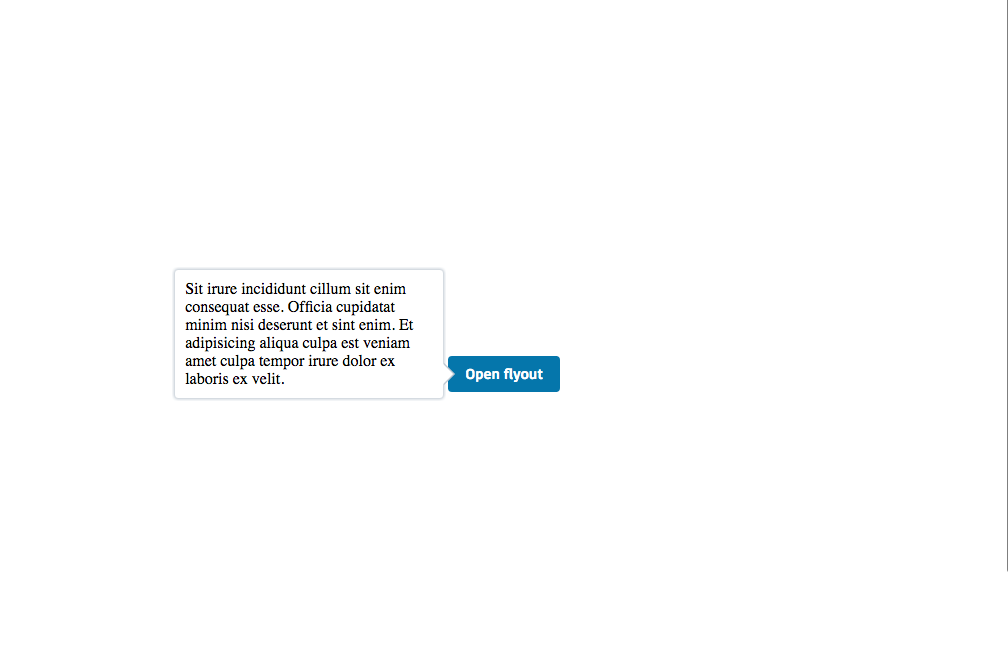 Sit irure incididunt cillum sit enim
consequat esse. Officia cupidatat
minim nisi deserunt et sint enim. Et
adipisicing aliqua culpa est veniam
amet culpa tempor irure dolor ex
laboris ex velit.
Open flyout